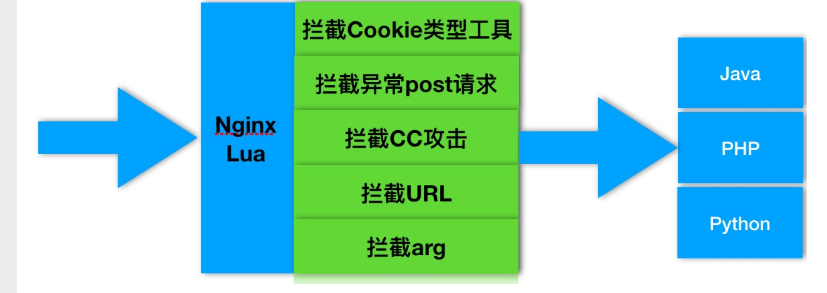 Nginx
Lua
拦截Cookie类型工具
拦截异常post请求
拦截CC攻击
拦截URL
拦截arg
Java
PHP
Python